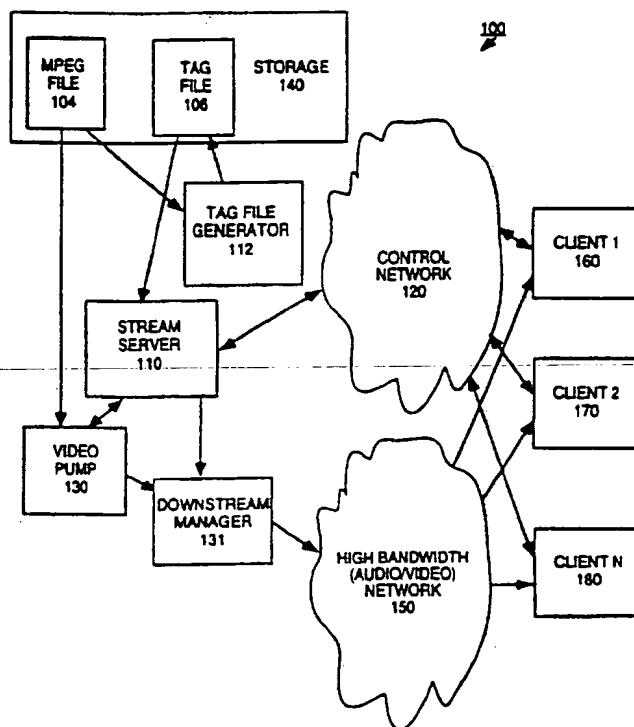 100
MPEG
FILE
104
TAG
FILE
106
STORAGE
140
TAG FILE
GENERATOR
112
CONTROL
NETWORK
120
CLIENT 1
160
STREAM
SERVER
110
CLIENT 2
170
VIDEO
PUMP
130
DOWNSTREAM
MANAGER
131
HIGH BANDWIDTH
(AUDIO/VIDEO)
NETWORK
150
CLIENT N
180